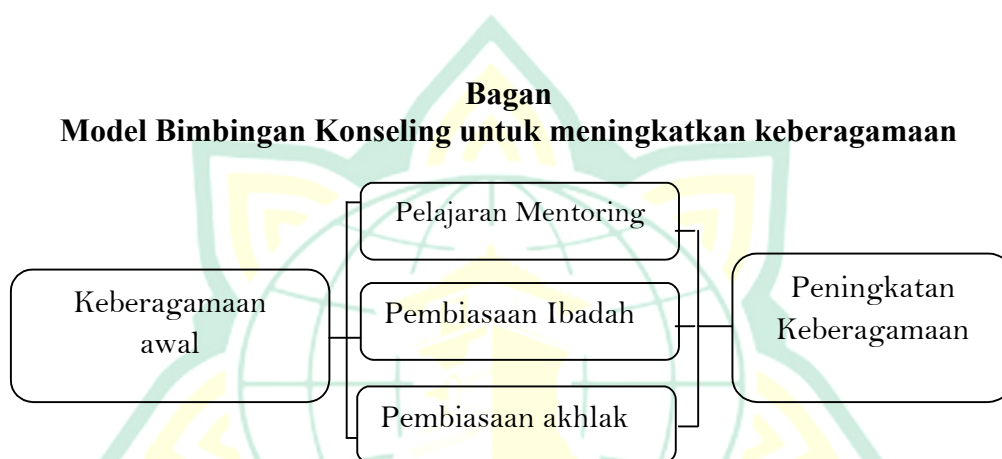 Bagan
Model Bimbingan Konseling untuk meningkatkan keberagamaan
Pelajaran Mentoring
Keberagamaan
awal
Pembiasaan Ibadah
Peningkatan
Keberagamaan
Pembiasaan akhlak